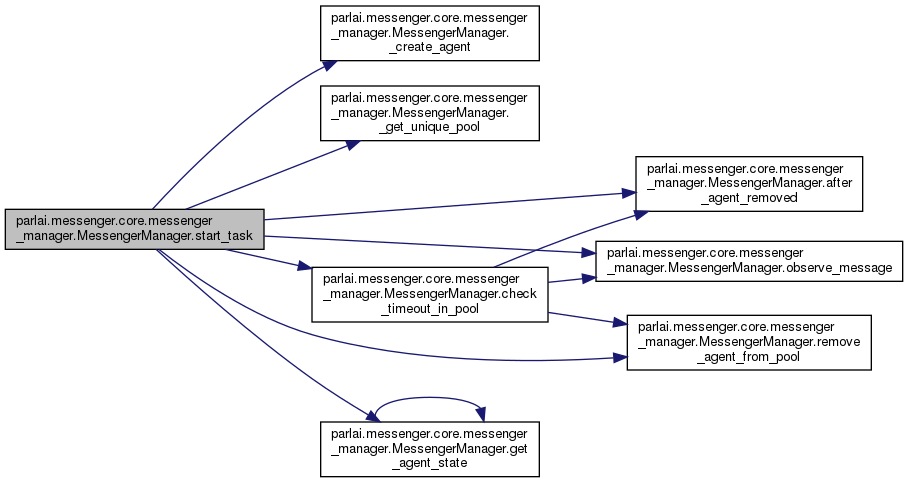 parlai.messenger.core.messenger
_manager.MessengerManager.
_create_agent
parlai.messenger.core.messenger
_manager.MessengerManager.
_get_unique_pool
parlai.messenger.core.messenger
_manager.MessengerManager.after
_agent_removed
parlai.messenger.core.messenger
_manager.MessengerManager.start_task
parlai.messenger.core.messenger
_manager.MessengerManager.observe_message
parlai.messenger.core.messenger
_manager.MessengerManager.check
_timeout_in_pool
parlai.messenger.core.messenger
_manager.MessengerManager.remove
_agent_from_pool
parlai.messenger.core.messenger
_manager.MessengerManager.get
_agent_state